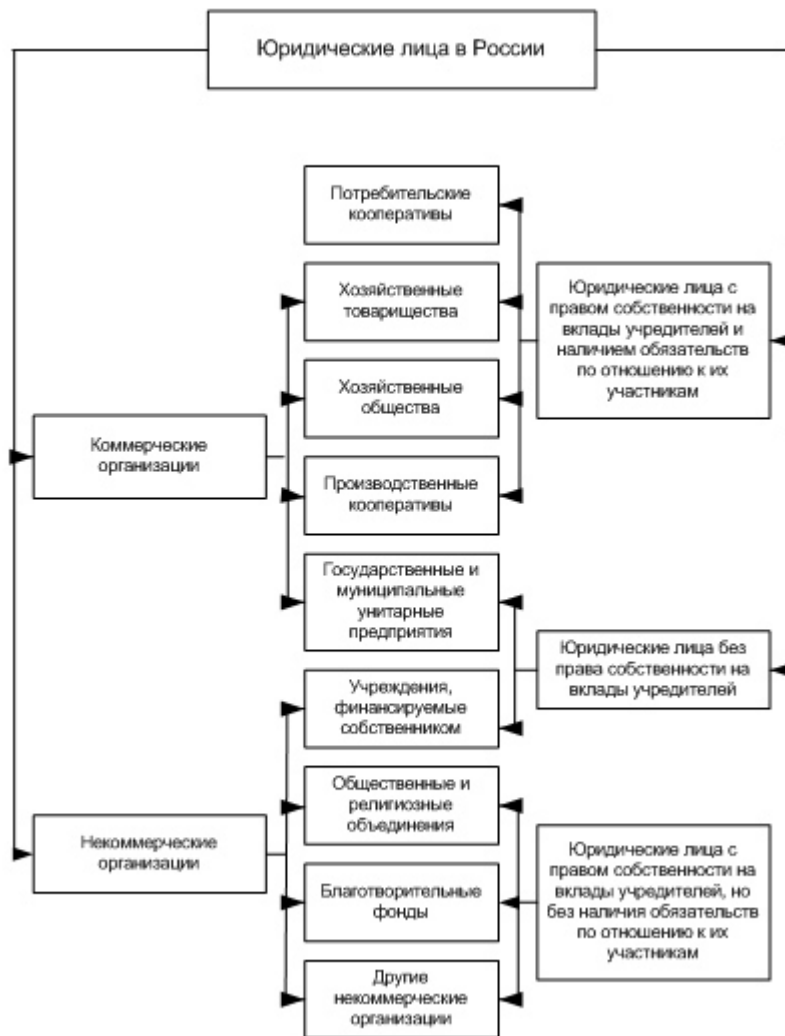 Юридические лица в России
Потребительские
кооперативы
Хозяйственные
товарищества
Юридические лица с
правом собственности на
вклады учредителей и
наличием обязательств
по отношению к их
участникам
Хозяйственные
общества
Коммерческие
организации
Производственные
кооперативы
Государственные и
муниципальные
унитарные
предприятия
Юридические лица без
права собственности на
вклады учредителей
Учреждения,
финансируемые
собственником
Общественные и
религиозные
объединения
Некоммерческие
организации
Юридические лица с
правом собственности на
вклады учредителей, но
без наличия обязательств
по отношению к их
участникам
Благотворительные
фонды
Другие
некоммерческие
организации